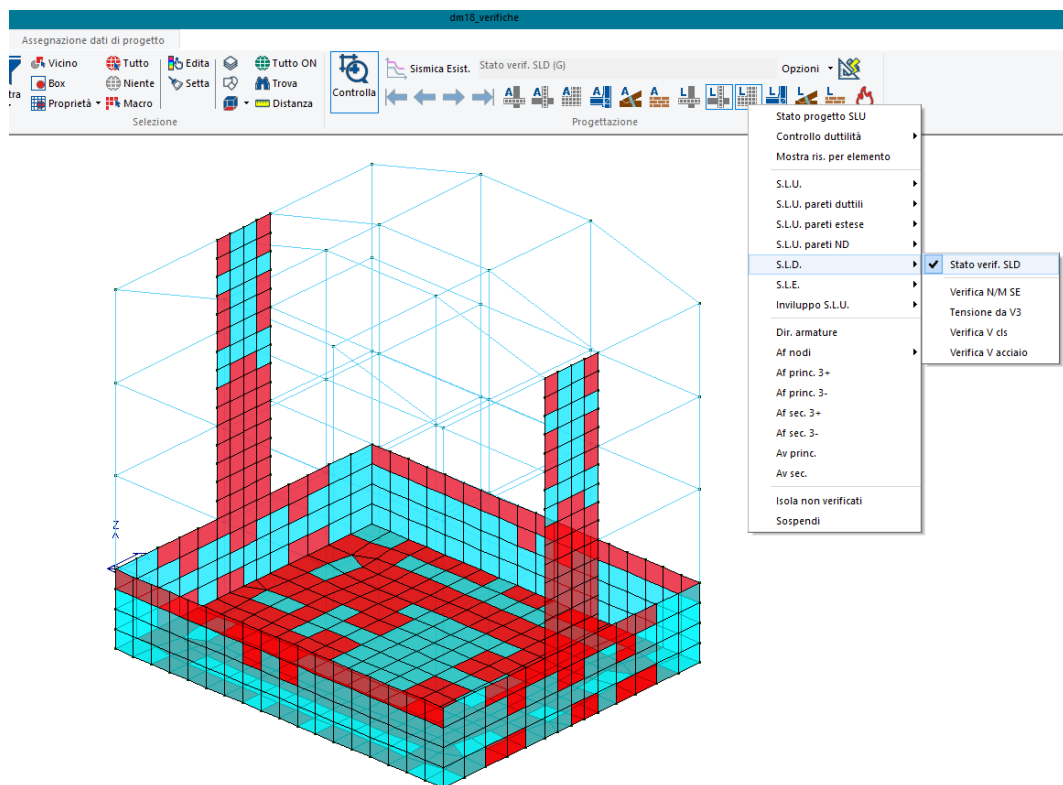 dm18_verifiche
Assegnazione dati di progetto
Vicino
Tutto
Edita
Tutto ON
Box
Niente
Setta
Trova
Proprietà
Macro
Distanza
Selezione
Controlla
Sismica Esist.
Stato verif. SLD (G)
Opzioni
A A A A A A L L L L L L
Progettazione
Stato progetto SLU
Controllo duttilità
Mostra ris. per elemento
S.L.U.
S.L.U. pareti duttili
S.L.U. pareti estese
S.L.U. pareti ND
S.L.D.
S.L.E.
Inviluppo S.L.U.
Dir. armature
Af nodi
Af princ. 3+
Af princ. 3-
Af sec. 3+
Af sec. 3-
Av princ.
Av sec.
Isola non verificati
Sospendi
Stato verif. SLD
Verifica N/M SE
Tensione da V3
Verifica V cls
Verifica V acciaio
Z